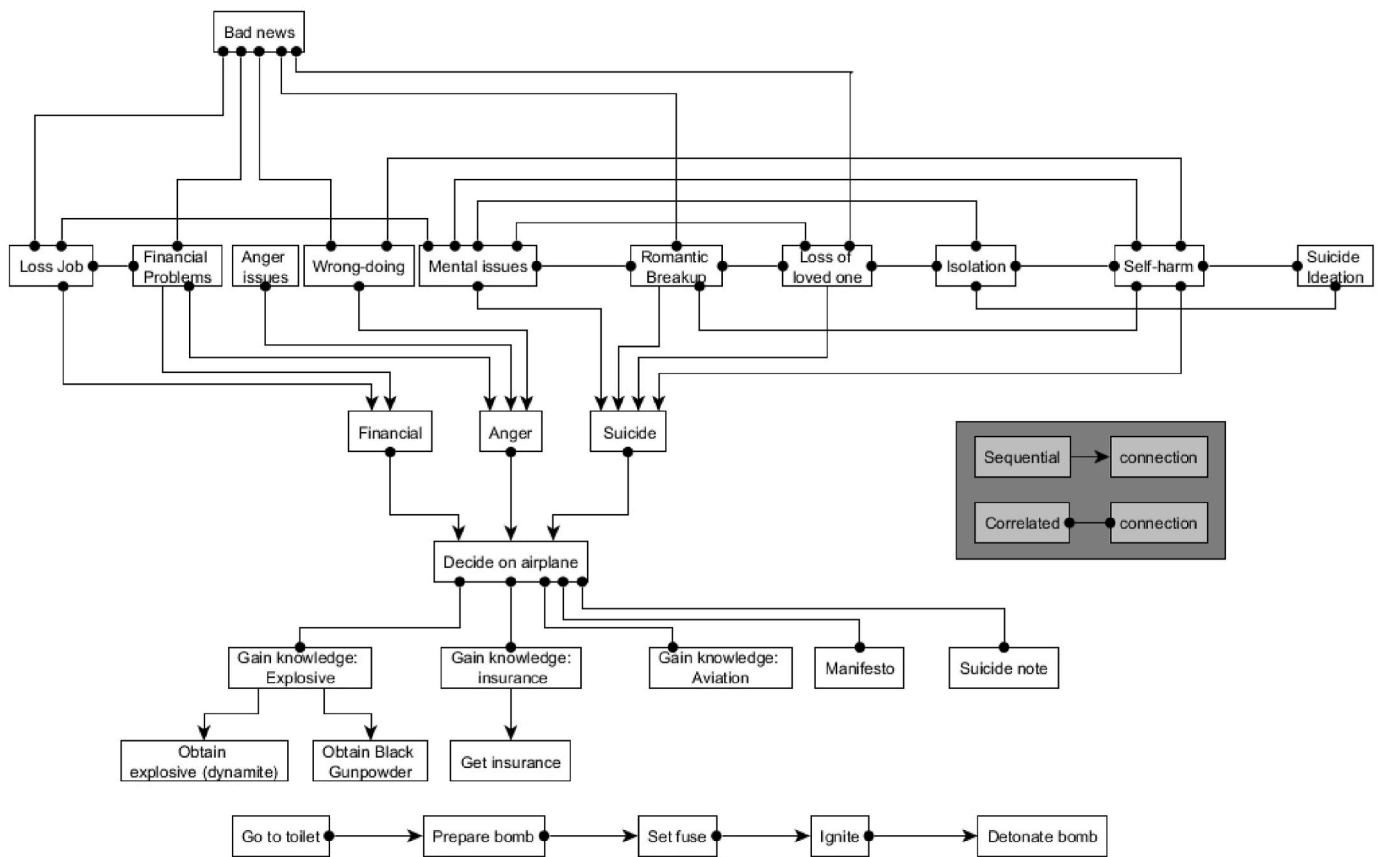 Bad news
Loss Job
Financial
Problems
Anger
issues
Wrong-doing
Mental issues
Romantic
Breakup
Loss of
loved one
Isolation
Self-harm
Suicide
Ideation
Financial
Anger
Suicide
Sequential
connection
Correlated
connection
Decide on airplane
Gain knowledge:
Explosive
Gain knowledge:
insurance
Gain knowledge:
Aviation
Manifesto
Suicide note
Obtain
explosive (dynamite)
Obtain Black
Gunpowder
Get insurance
Go to toilet
Prepare bomb
Set fuse
Ignite
Detonate bomb